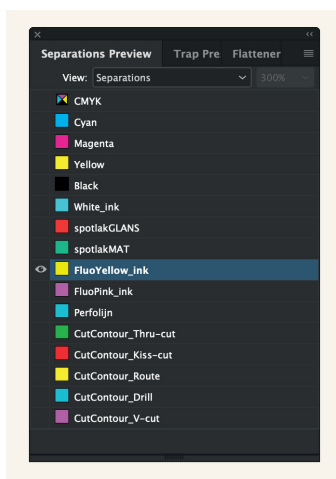 Separations Preview Trap Pre Flattener
View: Separations 300%
CMYK
Cyan
Magenta
Yellow
Black
White_ink
spotlakGLANS
spotlakMAT
FluoYellow_ink
FluoPink_ink
Perfolijn
CutContour_Thru-cut
CutContour_Kiss-cut
CutContour_Route
CutContour_Drill
CutContour_V-cut